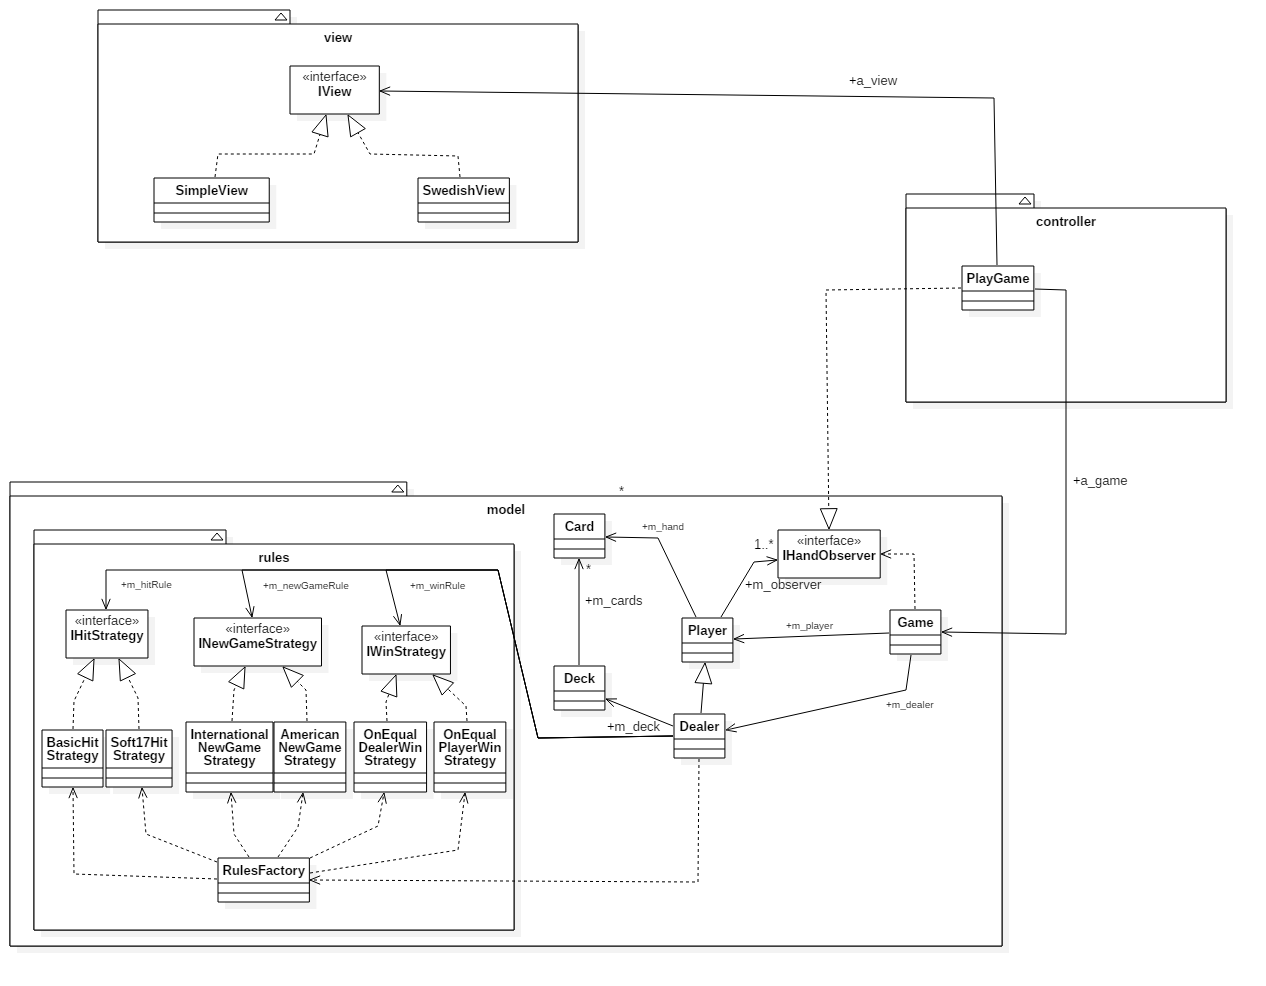 view
«interface»
IView
+a_view
SimpleView
SwedishView
controller
PlayGame
+a_game
*
model
Card
+m_hand
1..*
«interface»
IHandObserver
rules
*
+m_hitRule
+m_newGameRule
+m_winRule
+m_observer
+m_cards
«interface»
IHitStrategy
«interface»
INewGameStrategy
«interface»
IWinStrategy
Player
+m_player
Game
Deck
+m_deck
Dealer
+m_dealer
BasicHit
Strategy
Soft17Hit
Strategy
International
NewGame
Strategy
American
NewGame
Strategy
OnEqual
DealerWin
Strategy
OnEqual
PlayerWin
Strategy
RulesFactory